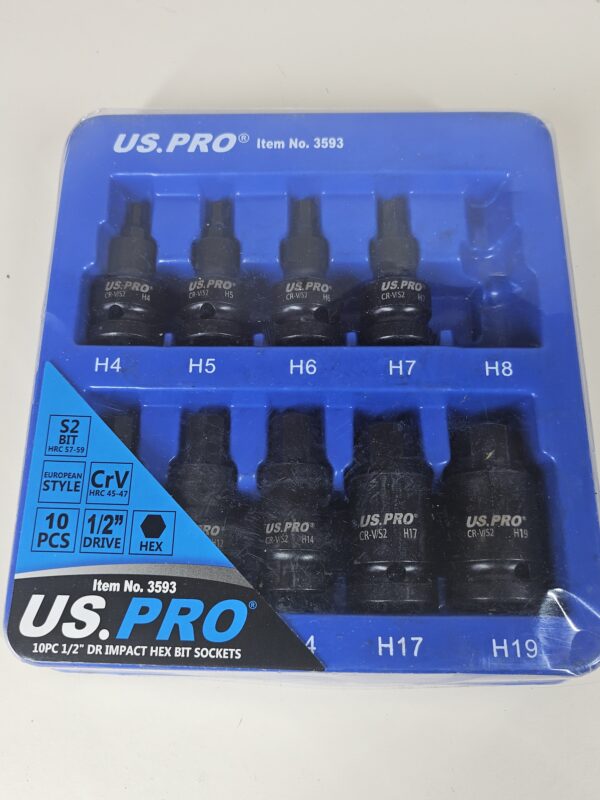 US.PRO® Item No. 3593
US.PRO® US.PRO® US.PRO® US.PRO®
CR-V/S2 H4 CR-V/S2 H5 CR-V/S2 H6 CR-V/S2 H7
H4 H5 H6 H7 H8
US.PRO® US.PRO® US.PRO®
CR-V/S2 H14 CR-V/S2 H17 CR-V/S2 H19
4 H17 H19
S2
BIT
HRC 57-59
EUROPEAN
STYLE
CrV
HRC 45-47
10
PCS
1/2”
DRIVE
HEX
Item No. 3593
US.PRO®
10PC 1/2" DR IMPACT HEX BIT SOCKETS